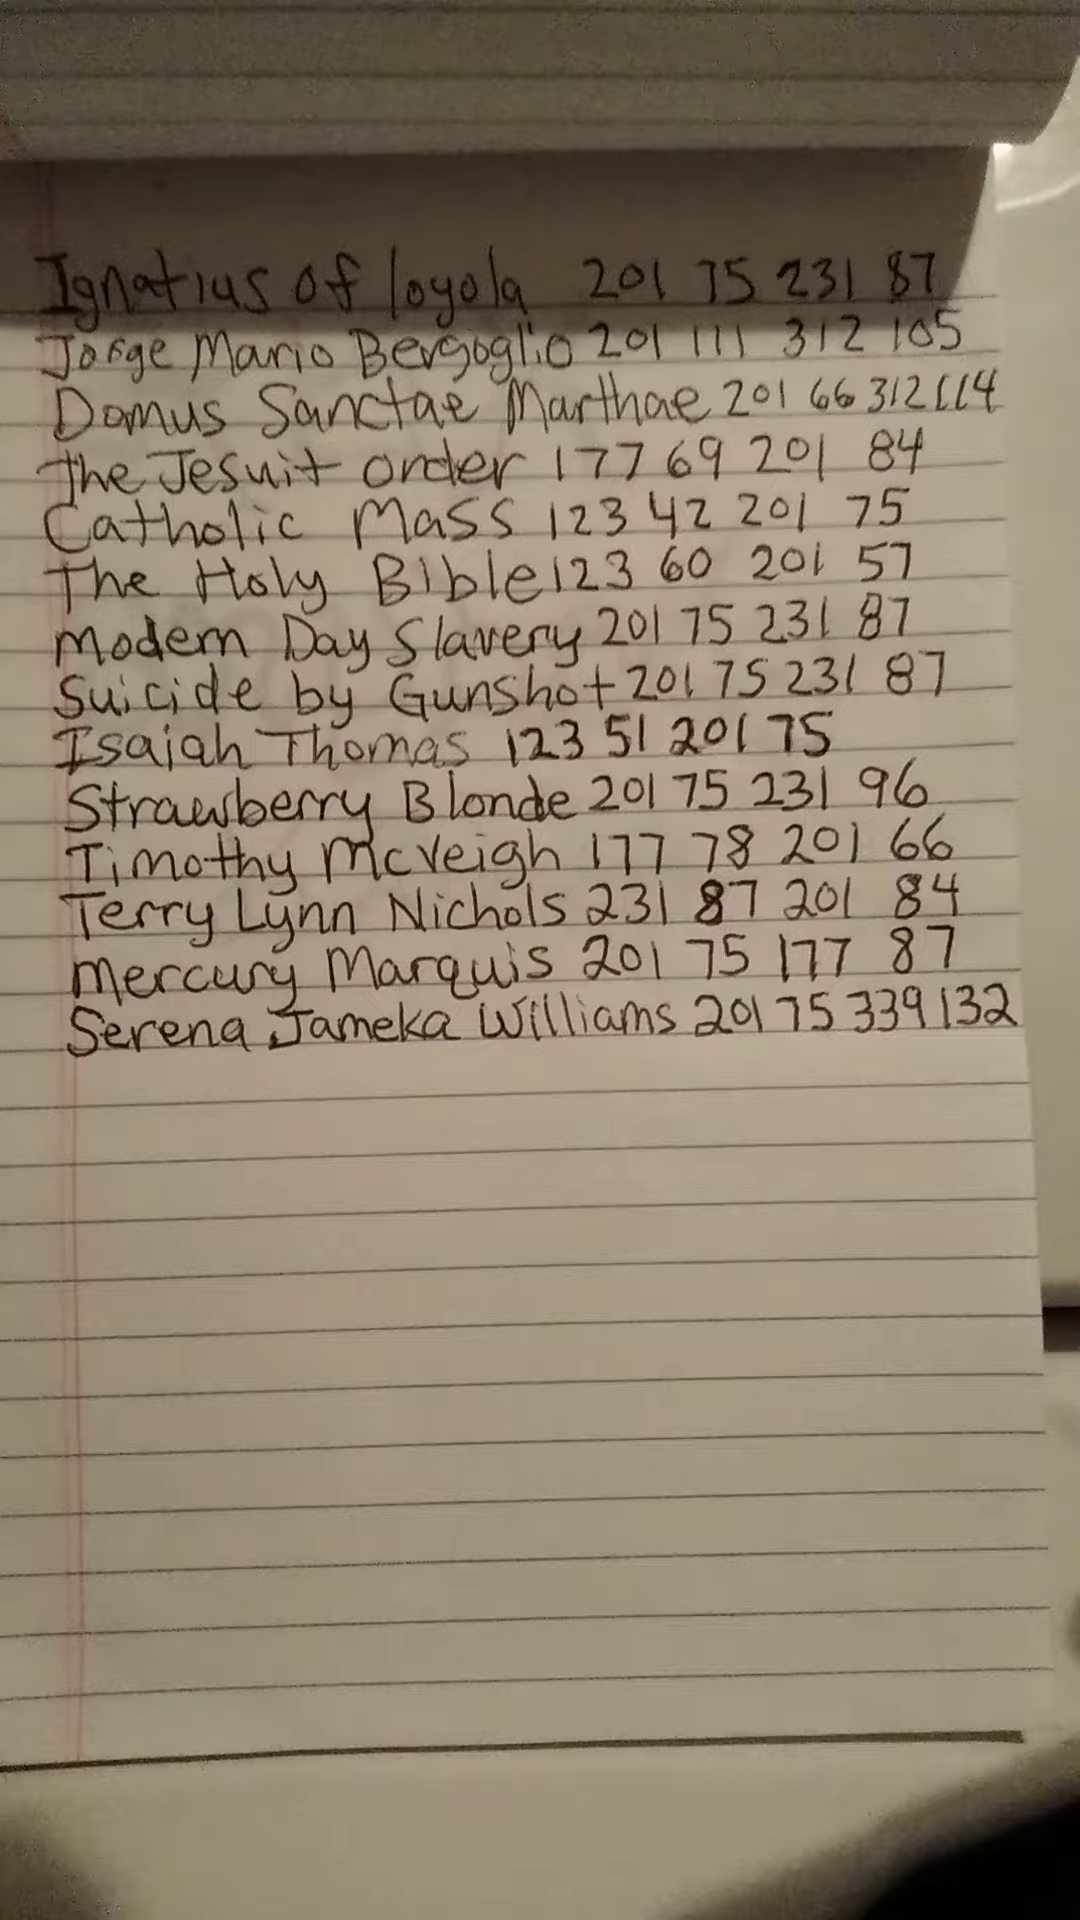 Ignatius of loyola 201 75 231 87
Jorge Mario Bergoglio 201 111 312 105
Domus Sanctae Marthae 201 66 312 114
The Jesuit order 177 69 201 84
Catholic Mass 123 42 201 75
The Holy Bible 123 60 201 57
Modern Day Slavery 201 75 231 87
Suicide by Gunshot 201 75 231 87
Isaiah Thomas 123 51 201 75
Strawberry Blonde 201 75 231 96
Timothy McVeigh 177 78 201 66
Terry Lynn Nichols 231 87 201 84
Mercury Marquis 201 75 177 87
Serena Jameka Williams 201 75 339 132